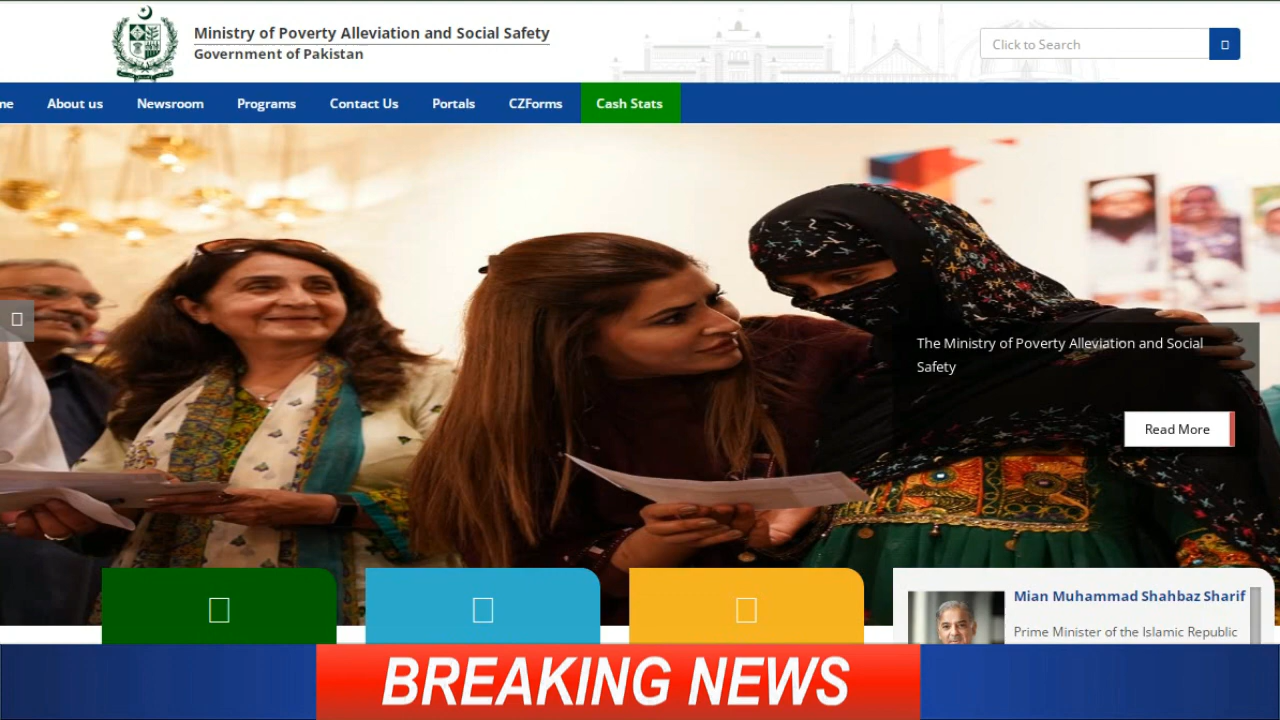 Ministry of Poverty Alleviation and Social Safety
Government of Pakistan
Click to Search
me About us Newsroom Programs Contact Us Portals CZForms Cash Stats
The Ministry of Poverty Alleviation and Social
Safety
Read More
Mian Muhammad Shahbaz Sharif
Prime Minister of the Islamic Republic
BREAKING NEWS